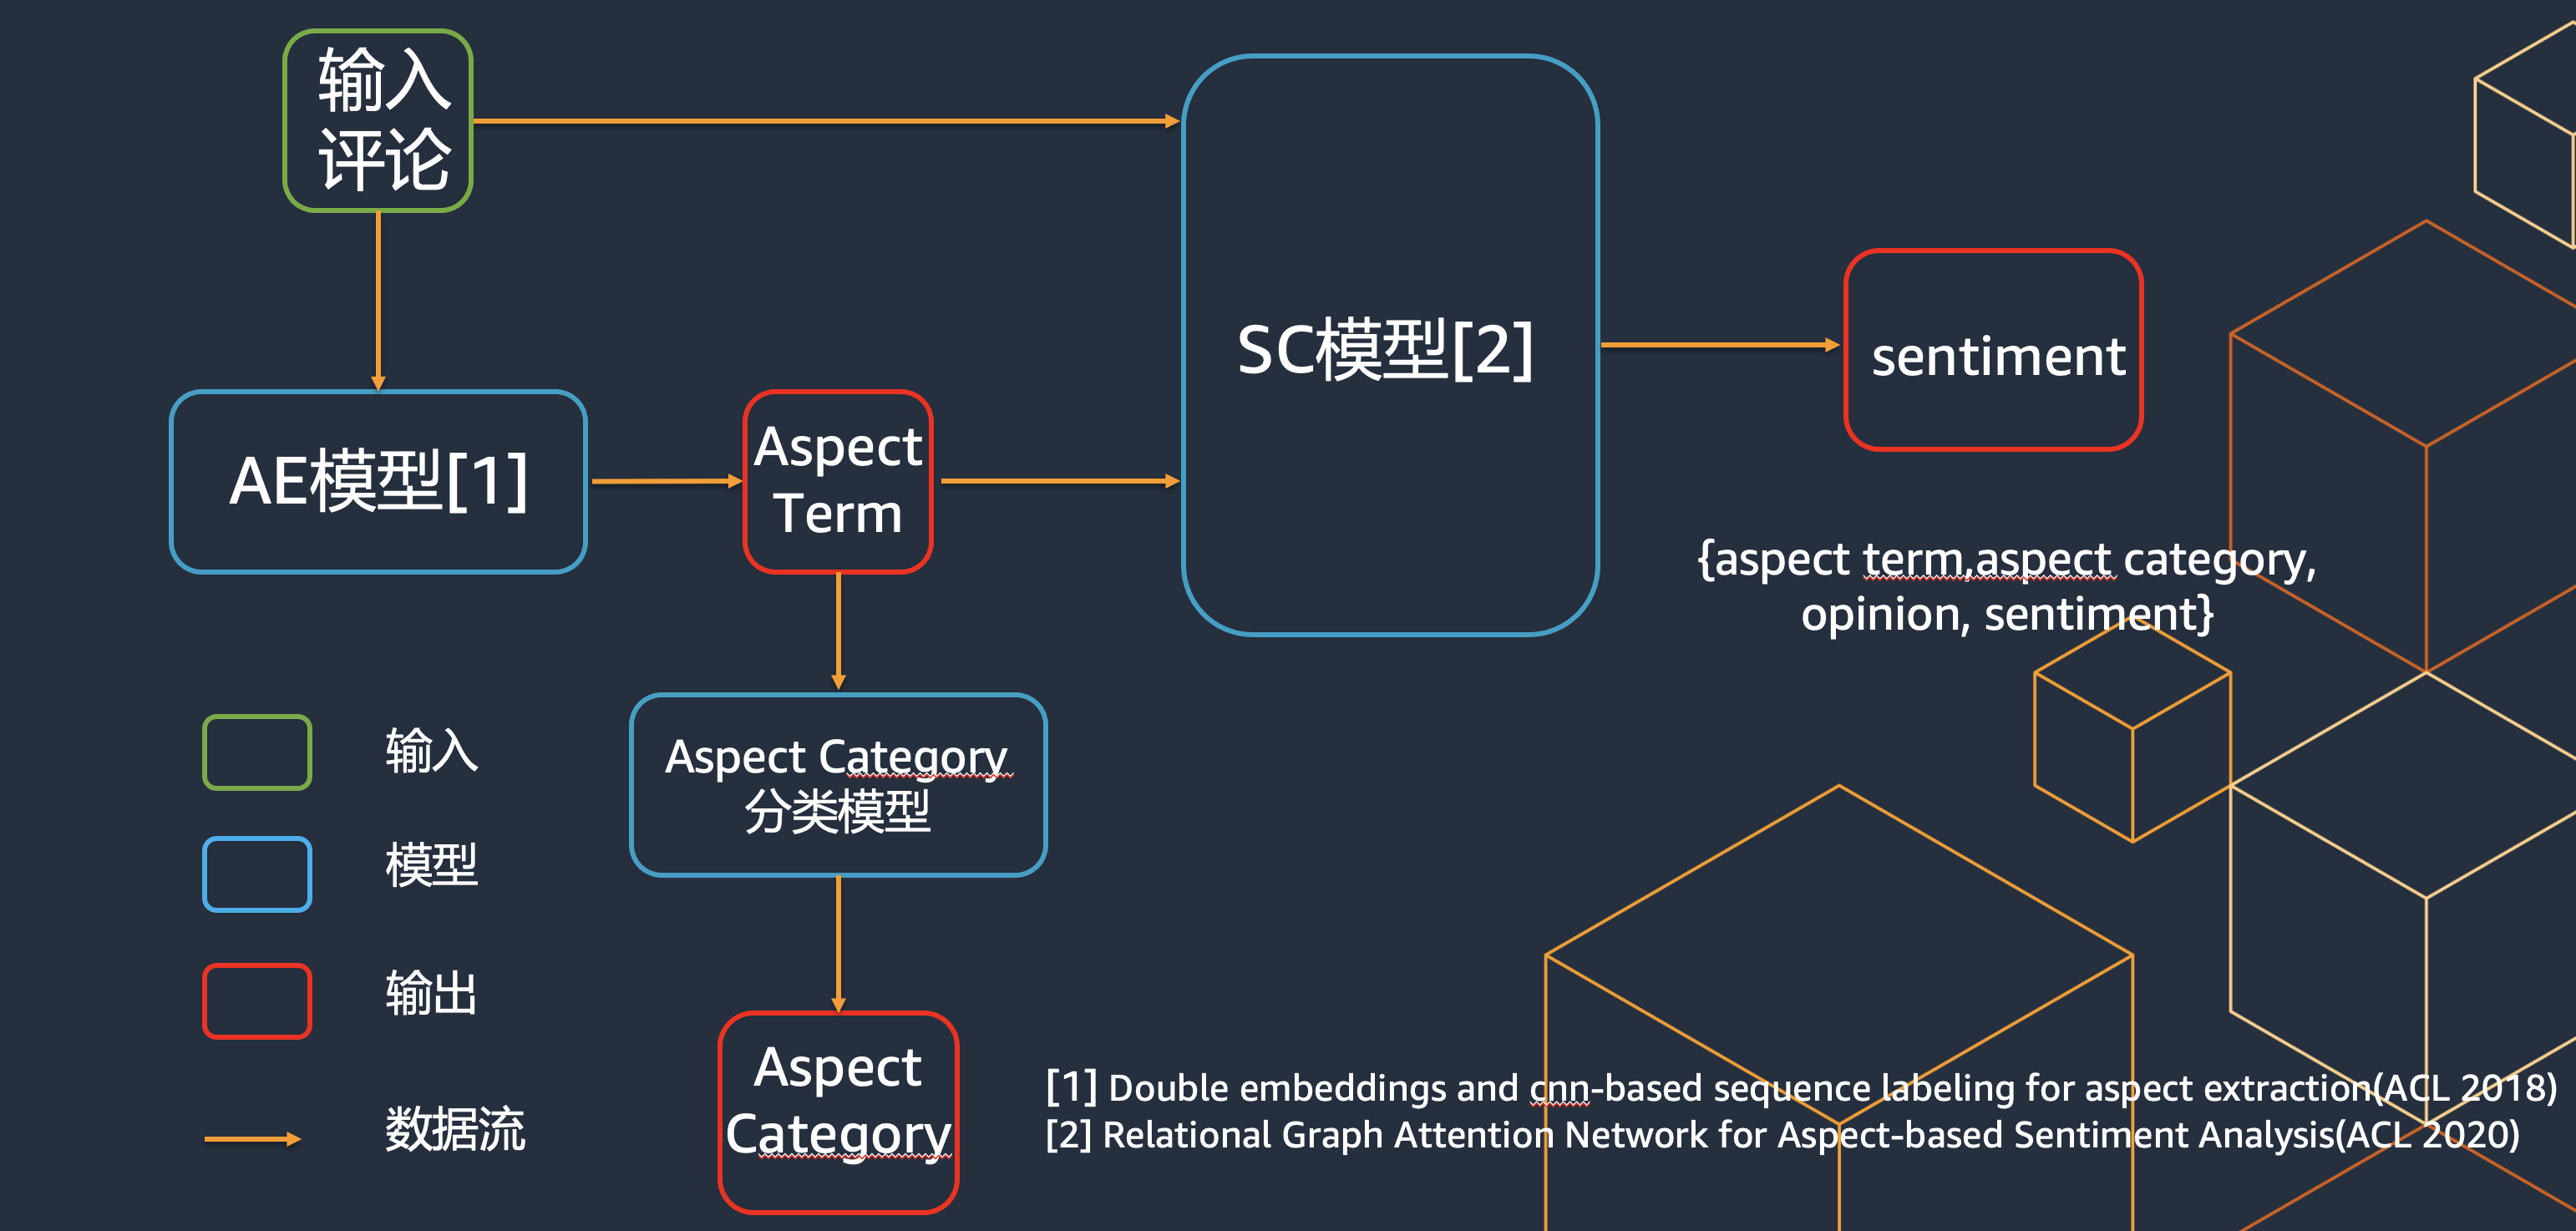 输入
评论
SC模型[2]
sentiment
AE模型[1]
Aspect
Term
{aspect term,aspect category,
opinion, sentiment}
Aspect Category
分类模型
输入
模型
输出
数据流
Aspect
Category
[1] Double embeddings and cnn-based sequence labeling for aspect extraction(ACL 2018)
[2] Relational Graph Attention Network for Aspect-based Sentiment Analysis(ACL 2020)